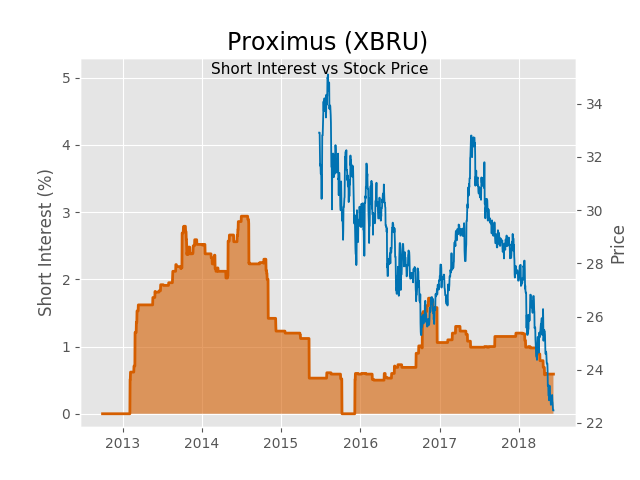 Proximus (XBRU)
Short Interest vs Stock Price
Short Interest (%)
5
4
3
2
1
0
34
32
30
28
26
24
22
Price
2013 2014 2015 2016 2017 2018